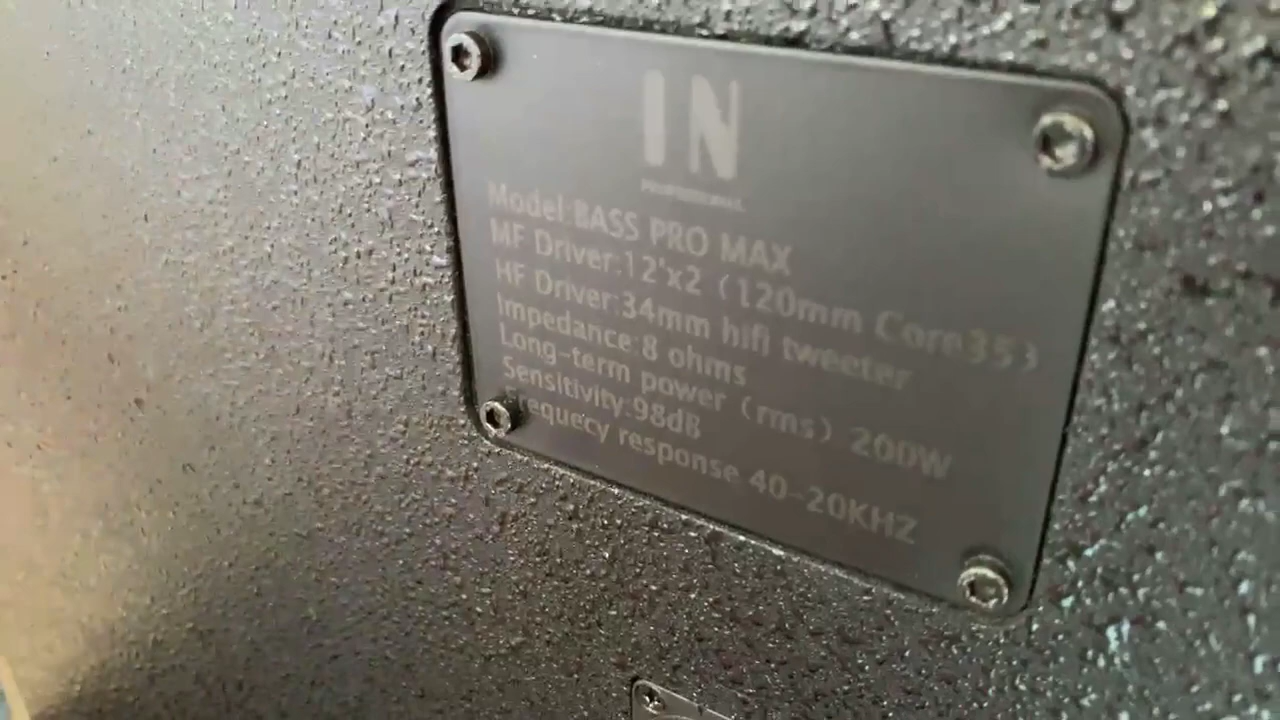 IN
PROFESSIONAL
Model:BASS PRO MAX
MF Driver:12'x2 (120mm Core35)
HF Driver:34mm hifi tweeter
Impedance:8 ohms
Long-term power (rms) 200W
Sensitivity:98dB
Frequecy response 40-20KHZ